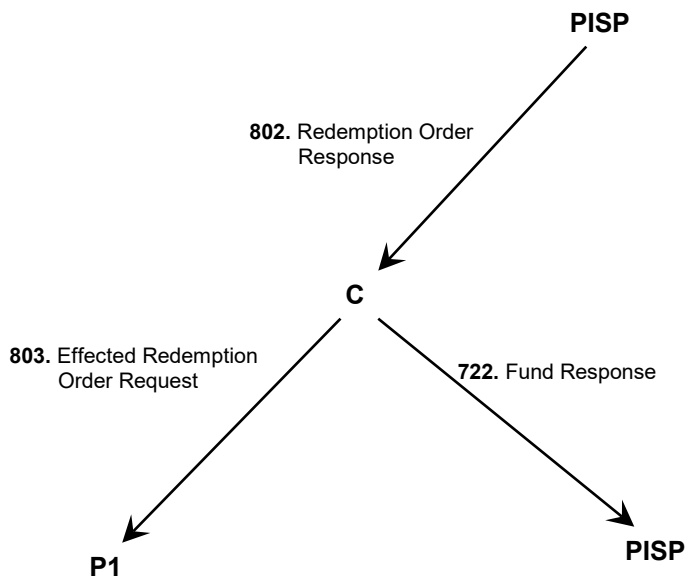 PISP
802. Redemption Order
Response
C
803. Effected Redemption
Order Request
722. Fund Response
P1
PISP